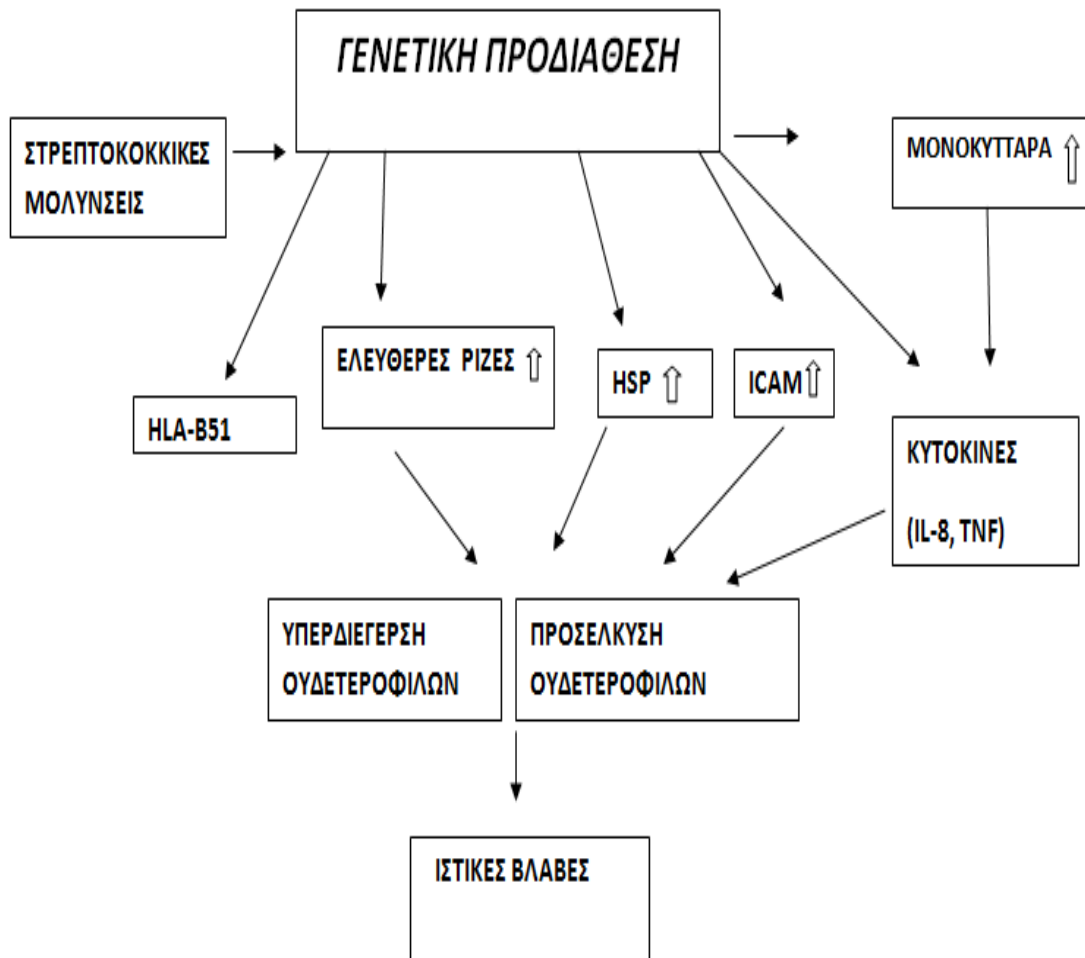 ΓΕΝΕΤΙΚΗ ΠΡΟΔΙΑΘΕΣΗ
ΣΤΡΕΠΤΟΚΟΚΚΙΚΕΣ
ΜΟΛΥΝΣΕΙΣ
ΜΟΝΟΚΥΤΤΑΡΑ
ΕΛΕΥΘΕΡΕΣ ΡΙΖΕΣ
HSP
ICAM
HLA-B51
ΚΥΤΟΚΙΝΕΣ
(IL-8, TNF)
ΥΠΕΡΔΙΕΓΕΡΣΗ
ΟΥΔΕΤΕΡΟΦΙΛΩΝ
ΠΡΟΣΕΛΚΥΣΗ
ΟΥΔΕΤΕΡΟΦΙΛΩΝ
ΙΣΤΙΚΕΣ ΒΛΑΒΕΣ